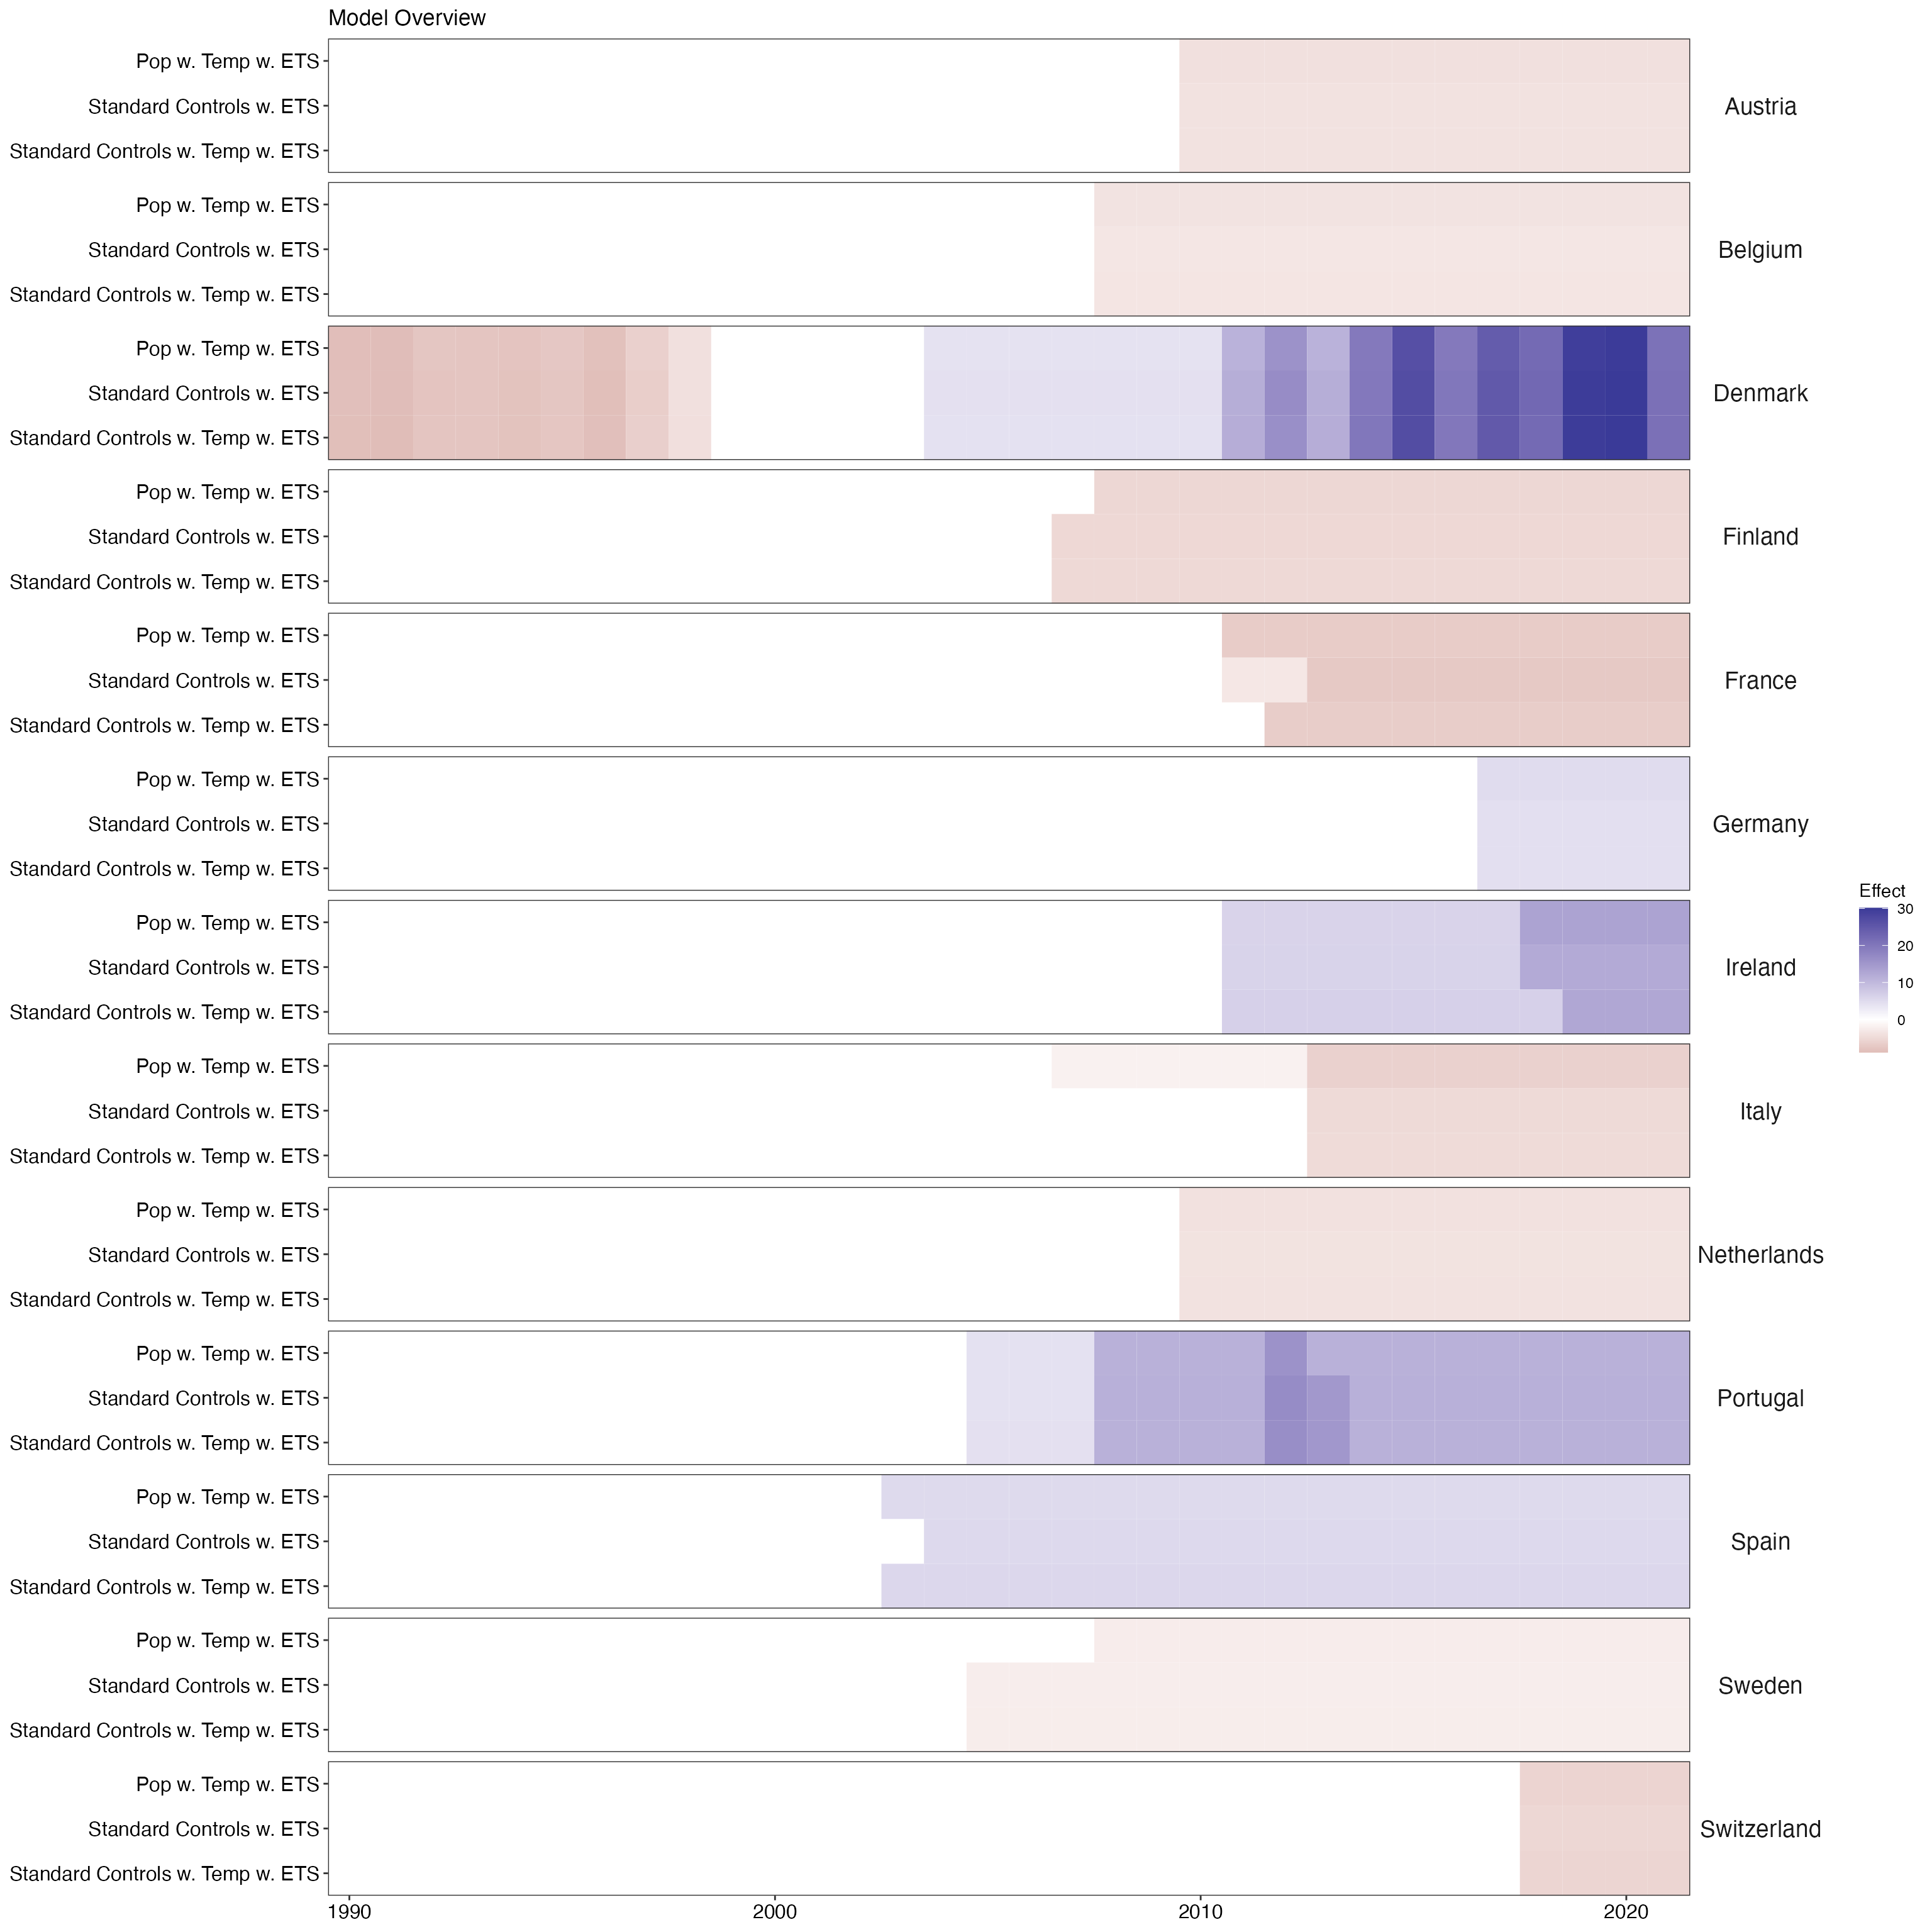 Model Overview
Pop w. Temp w. ETS
Standard Controls w. ETS
Standard Controls w. Temp w. ETS
Austria
Pop w. Temp w. ETS
Standard Controls w. ETS
Standard Controls w. Temp w. ETS
Belgium
Pop w. Temp w. ETS
Standard Controls w. ETS
Standard Controls w. Temp w. ETS
Denmark
Pop w. Temp w. ETS
Standard Controls w. ETS
Standard Controls w. Temp w. ETS
Finland
Pop w. Temp w. ETS
Standard Controls w. ETS
Standard Controls w. Temp w. ETS
France
Pop w. Temp w. ETS
Standard Controls w. ETS
Standard Controls w. Temp w. ETS
Germany
Pop w. Temp w. ETS
Standard Controls w. ETS
Standard Controls w. Temp w. ETS
Ireland
Pop w. Temp w. ETS
Standard Controls w. ETS
Standard Controls w. Temp w. ETS
Italy
Pop w. Temp w. ETS
Standard Controls w. ETS
Standard Controls w. Temp w. ETS
Netherlands
Pop w. Temp w. ETS
Standard Controls w. ETS
Standard Controls w. Temp w. ETS
Portugal
Pop w. Temp w. ETS
Standard Controls w. ETS
Standard Controls w. Temp w. ETS
Spain
Pop w. Temp w. ETS
Standard Controls w. ETS
Standard Controls w. Temp w. ETS
Sweden
Pop w. Temp w. ETS
Standard Controls w. ETS
Standard Controls w. Temp w. ETS
Switzerland
1990 2000 2010 2020
Effect
30
20
10
0